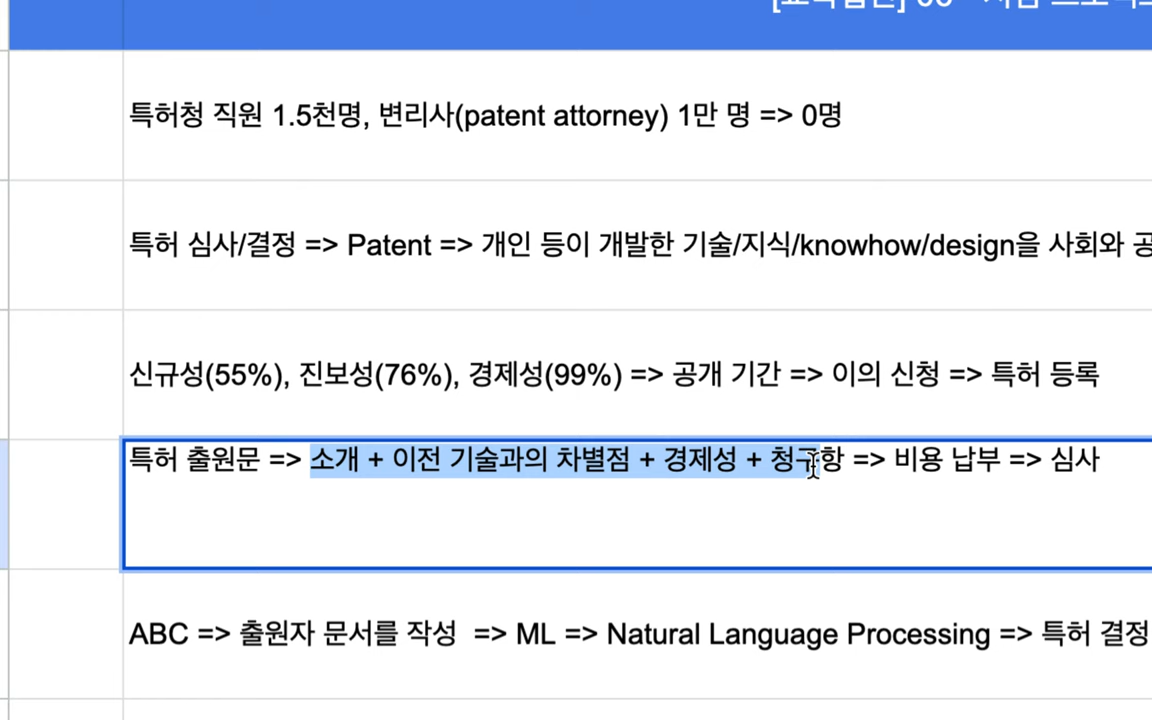 특허청 직원 1.5천명, 변리사(patent attorney) 1만 명 => 0명
특허 심사/결정 => Patent => 개인 등이 개발한 기술/지식/knowhow/design을 사회와
신규성(55%), 진보성(76%), 경제성(99%) => 공개 기간 => 이의 신청 => 특허 등록
특허 출원문 => 소개 + 이전 기술과의 차별점 + 경제성 + 청구항 => 비용 납부 => 심사
ABC => 출원자 문서를 작성  => ML => Natural Language Processing => 특허 결정